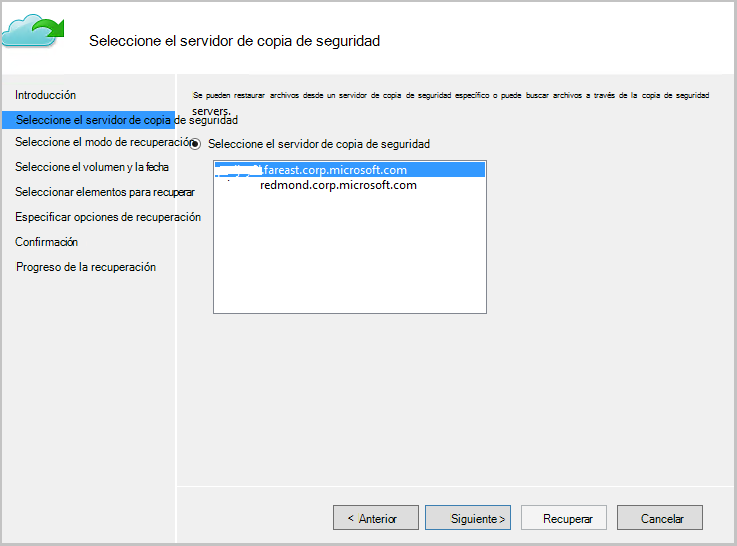 Seleccione el servidor de copia de seguridad
Introducción
Seleccione el servidor de copia de seguridad
Seleccione el modo de recuperación
Seleccione el volumen y la fecha
Seleccionar elementos para recuperar
Especificar opciones de recuperación
Confirmación
Progreso de la recuperación
Se pueden restaurar archivos desde un servidor de copia de seguridad específico o puede buscar archivos a través de la copia de seguridad
servers.
Seleccione el servidor de copia de seguridad
.fareast.corp.microsoft.com
redmond.corp.microsoft.com
< Anterior
Siguiente >
Recuperar
Cancelar